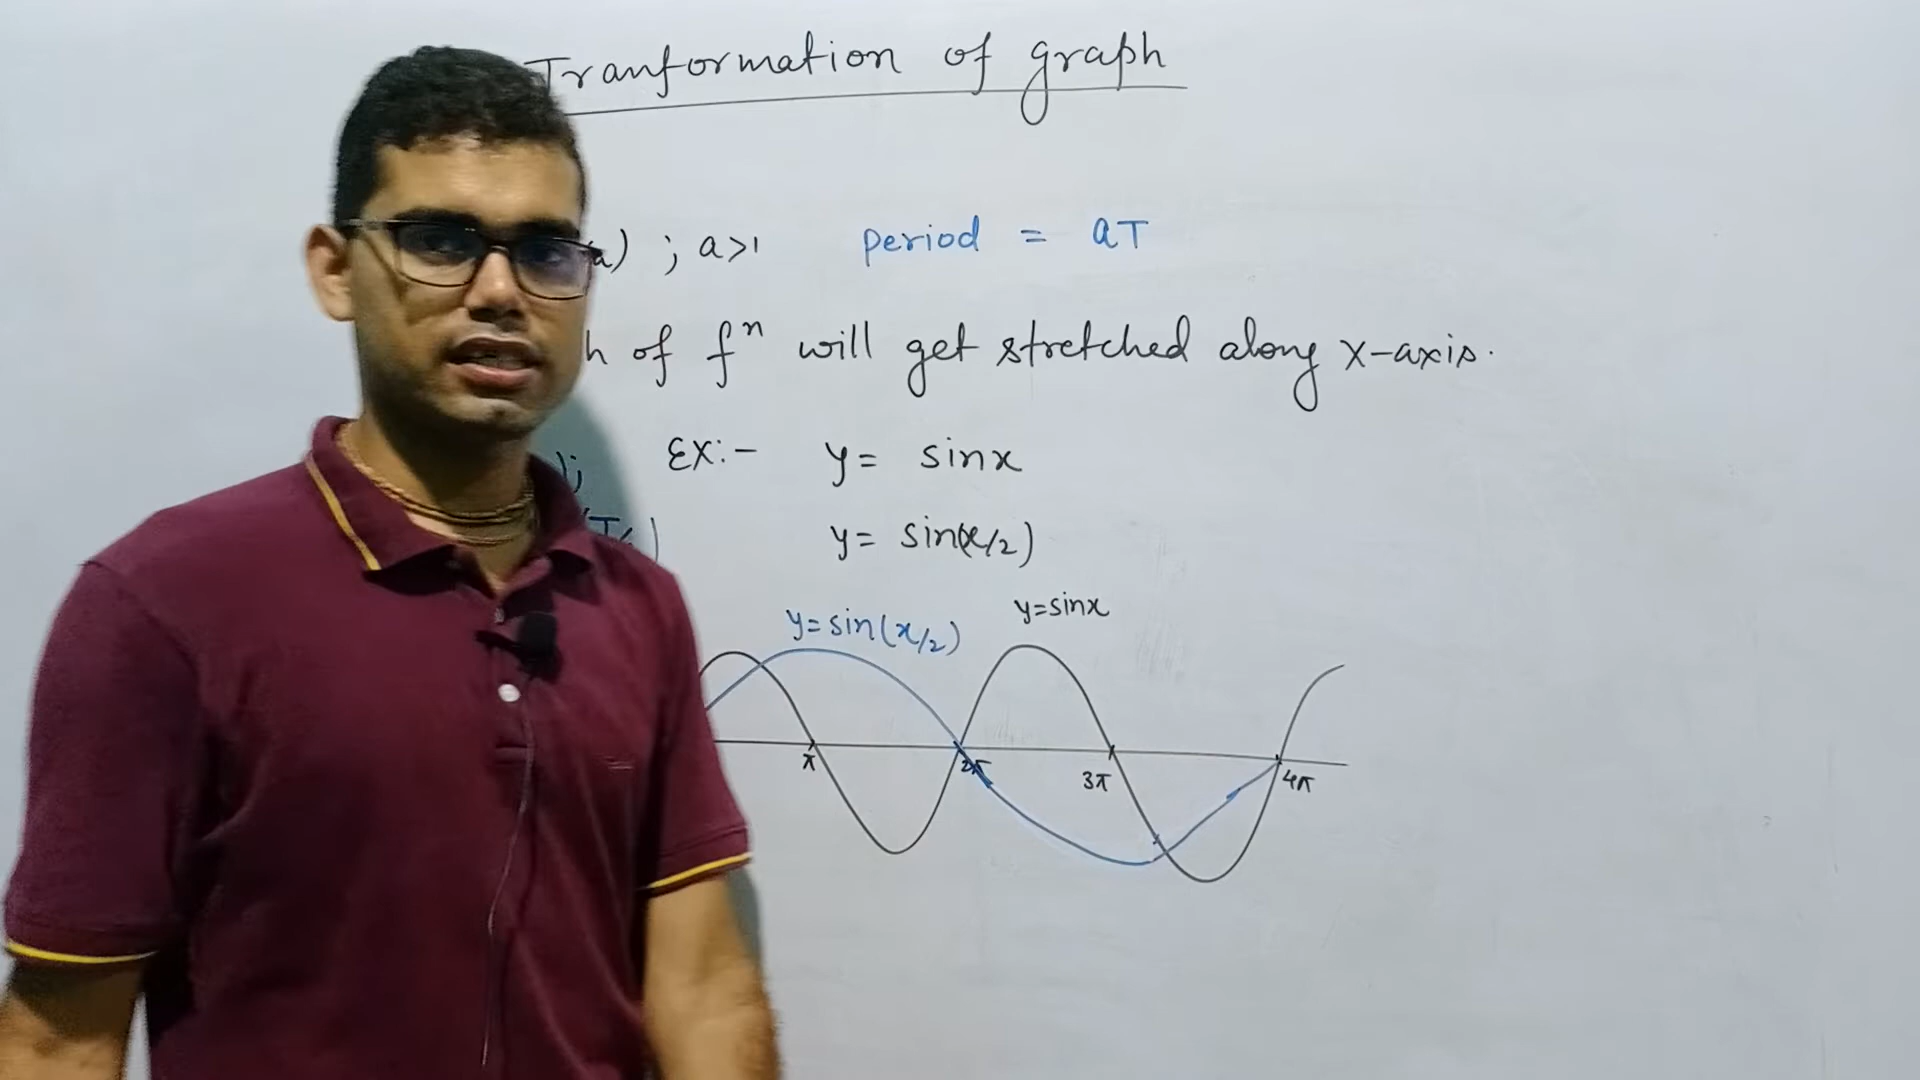 Tranformation of graph
a) ; a>1 period = aT
h of fⁿ will get stretched along x-axis.
); Ex:- y= sinx
y= sin(x/2)
y=sin(x/2) y=sinx
π 2π 3π 4π